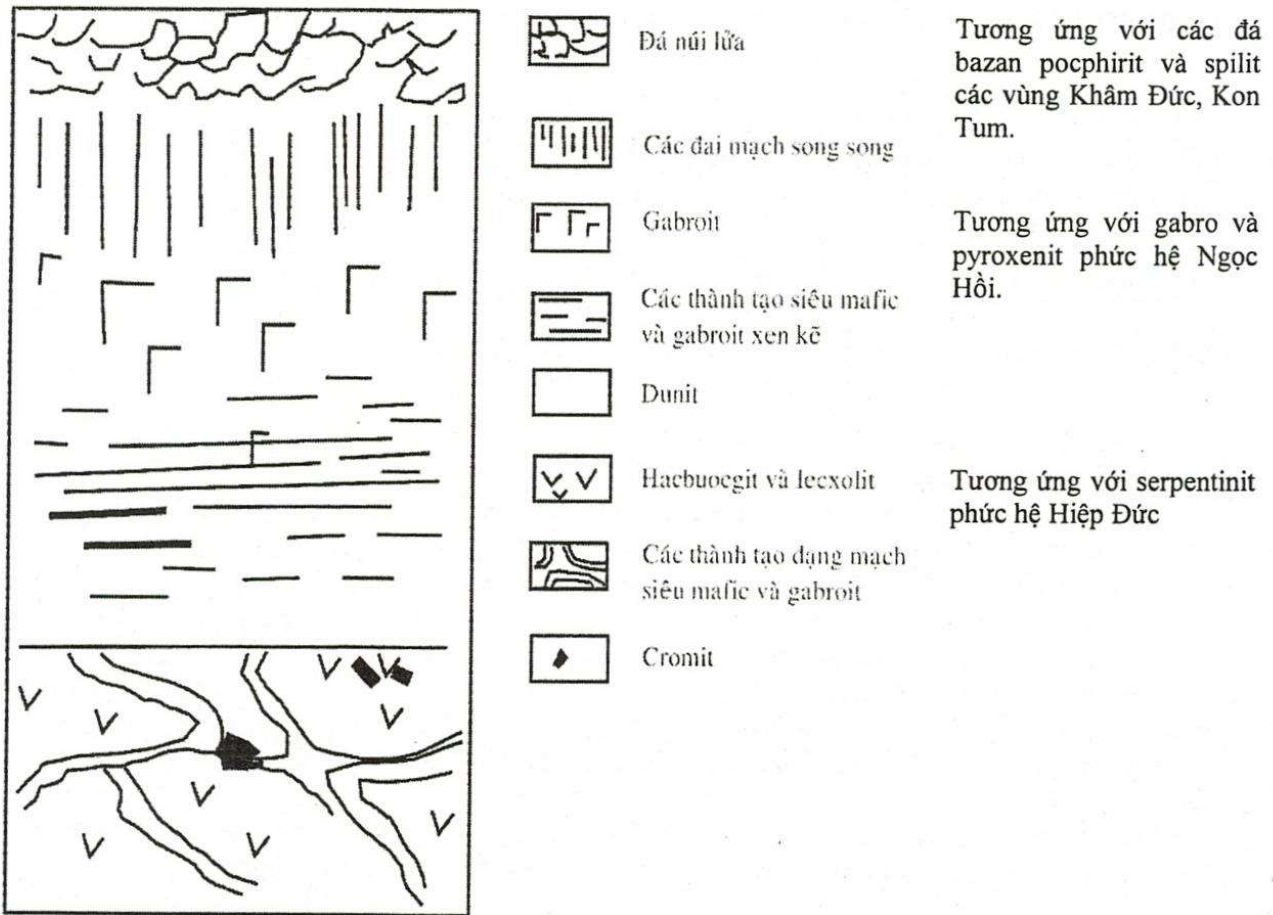 Đá núi lửa
Tương ứng với các đá
bazan pocphirit và spilit
các vùng Khâm Đức, Kon
Tum.
Các đai mạch song song
Gabroit
Tương ứng với gabro và
pyroxenit phức hệ Ngọc
Hồi.
Các thành tạo siêu mafic
và gabroit xen kẽ
Dunit
Hacbuocgit và lecxolit
Tương ứng với serpentinit
phức hệ Hiệp Đức
Các thành tạo dạng mạch
siêu mafic và gabroit
Cromit